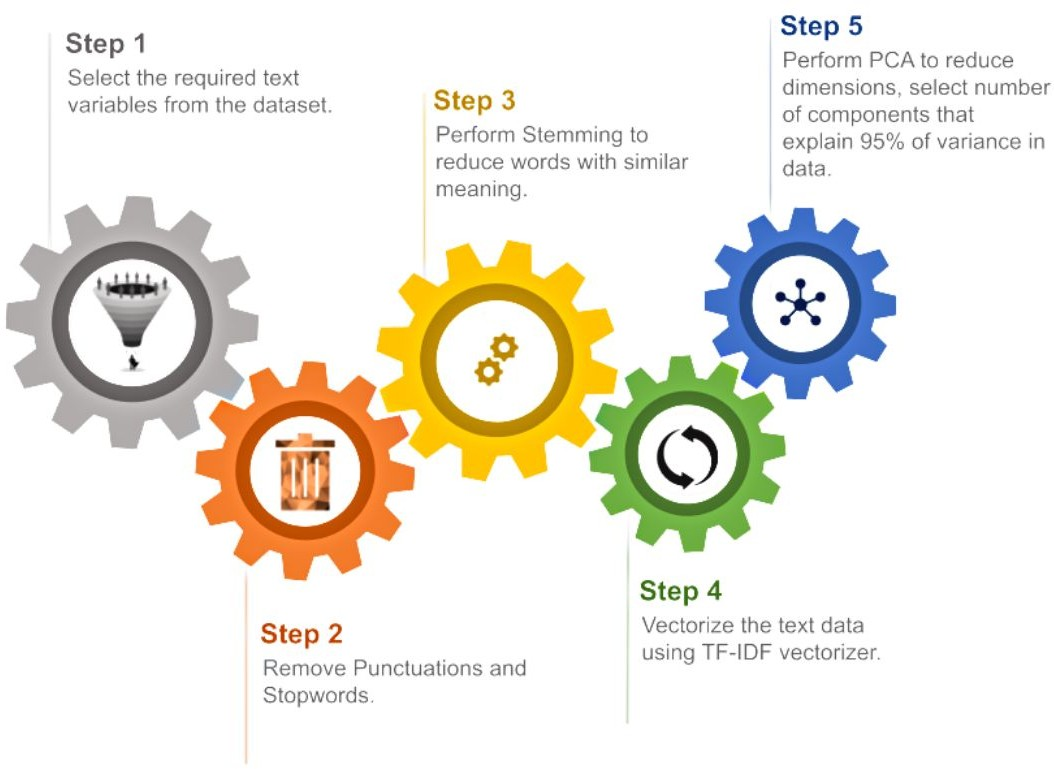 Step 1
Select the required text
variables from the dataset.
Step 2
Remove Punctuations and
Stopwords.
Step 3
Perform Stemming to
reduce words with similar
meaning.
Step 4
Vectorize the text data
using TF-IDF vectorizer.
Step 5
Perform PCA to reduce
dimensions, select number
of components that
explain 95% of variance in
data.